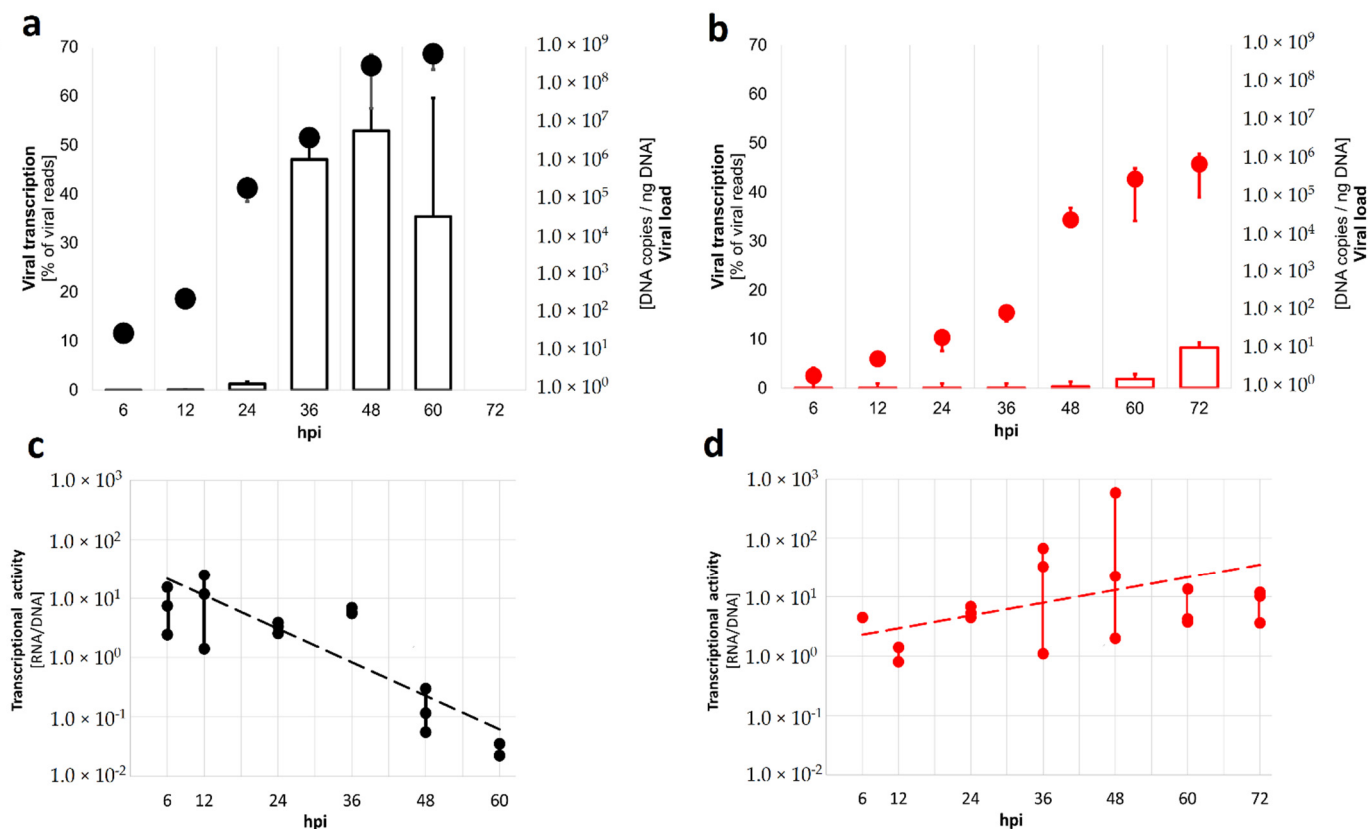 a
70
60
50
40
30
20
10
0
Viral transcription
[% of viral reads]
1.0 × 10⁹
1.0 × 10⁸
1.0 × 10⁷
1.0 × 10⁶
1.0 × 10⁵
1.0 × 10⁴
1.0 × 10³
1.0 × 10²
1.0 × 10¹
1.0 × 10⁰
[DNA copies / ng DNA]
Viral load
6 12 24 36 48 60 72
hpi
b
70
60
50
40
30
20
10
0
Viral transcription
[% of viral reads]
1.0 × 10⁹
1.0 × 10⁸
1.0 × 10⁷
1.0 × 10⁶
1.0 × 10⁵
1.0 × 10⁴
1.0 × 10³
1.0 × 10²
1.0 × 10¹
1.0 × 10⁰
[DNA copies / ng DNA]
Viral load
6 12 24 36 48 60 72
hpi
c
1.0 × 10³
1.0 × 10²
1.0 × 10¹
1.0 × 10⁰
1.0 × 10⁻¹
1.0 × 10⁻²
Transcriptional activity
[RNA/DNA]
6 12 24 36 48 60
hpi
d
1.0 × 10³
1.0 × 10²
1.0 × 10¹
1.0 × 10⁰
1.0 × 10⁻¹
1.0 × 10⁻²
Transcriptional activity
[RNA/DNA]
6 12 24 36 48 60 72
hpi